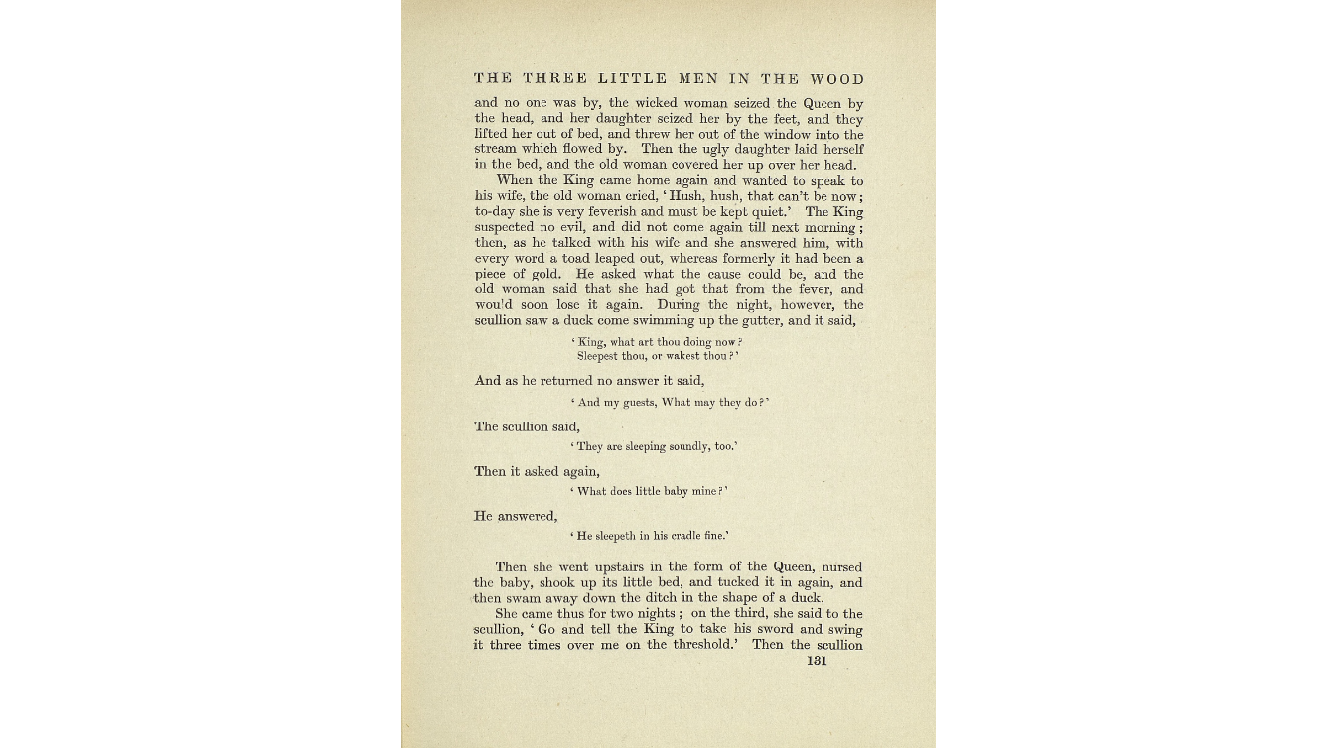 THE THREE LITTLE MEN IN THE WOOD
and no one was by, the wicked woman seized the Queen by
the head, and her daughter seized her by the feet, and they
lifted her out of bed, and threw her out of the window into the
stream which flowed by. Then the ugly daughter laid herself
in the bed, and the old woman covered her up over her head.
When the King came home again and wanted to speak to
his wife, the old woman cried, ‘Hush, hush, that can’t be now;
to-day she is very feverish and must be kept quiet.’ The King
suspected no evil, and did not come again till next morning;
then, as he talked with his wife and she answered him, with
every word a toad leaped out, whereas formerly it had been a
piece of gold. He asked what the cause could be, and the
old woman said that she had got that from the fever, and
would soon lose it again. During the night, however, the
scullion saw a duck come swimming up the gutter, and it said,
‘King, what art thou doing now?
Sleepest thou, or wakest thou?’
And as he returned no answer it said,
‘And my guests, What may they do?’
The scullion said,
‘They are sleeping soundly, too.’
Then it asked again,
‘What does little baby mine?’
He answered,
‘He sleepeth in his cradle fine.’
Then she went upstairs in the form of the Queen, nursed
the baby, shook up its little bed, and tucked it in again, and
then swam away down the ditch in the shape of a duck.
She came thus for two nights; on the third, she said to the
scullion, ‘Go and tell the King to take his sword and swing
it three times over me on the threshold.’ Then the scullion
131